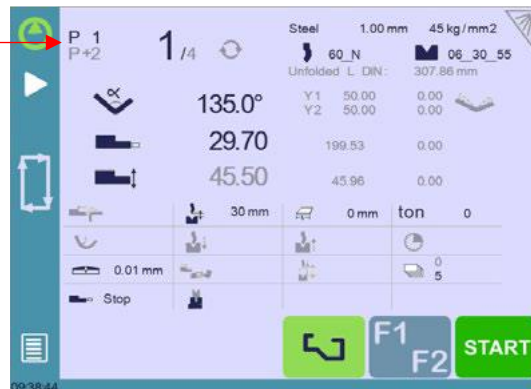 Steel 1.00 mm 45 kg/mm2
P 1 1/4 60_N 06_30_55
P+2 Unfolded L DIN: 307.86 mm
α 135.0° Y1 50.00 0.00
Y2 50.00 0.00
29.70 199.53 0.00
45.50 45.96 0.00
30 mm 0 mm ton 0
0.01 mm 0
5
Stop
F1 F2 START
09:38:44